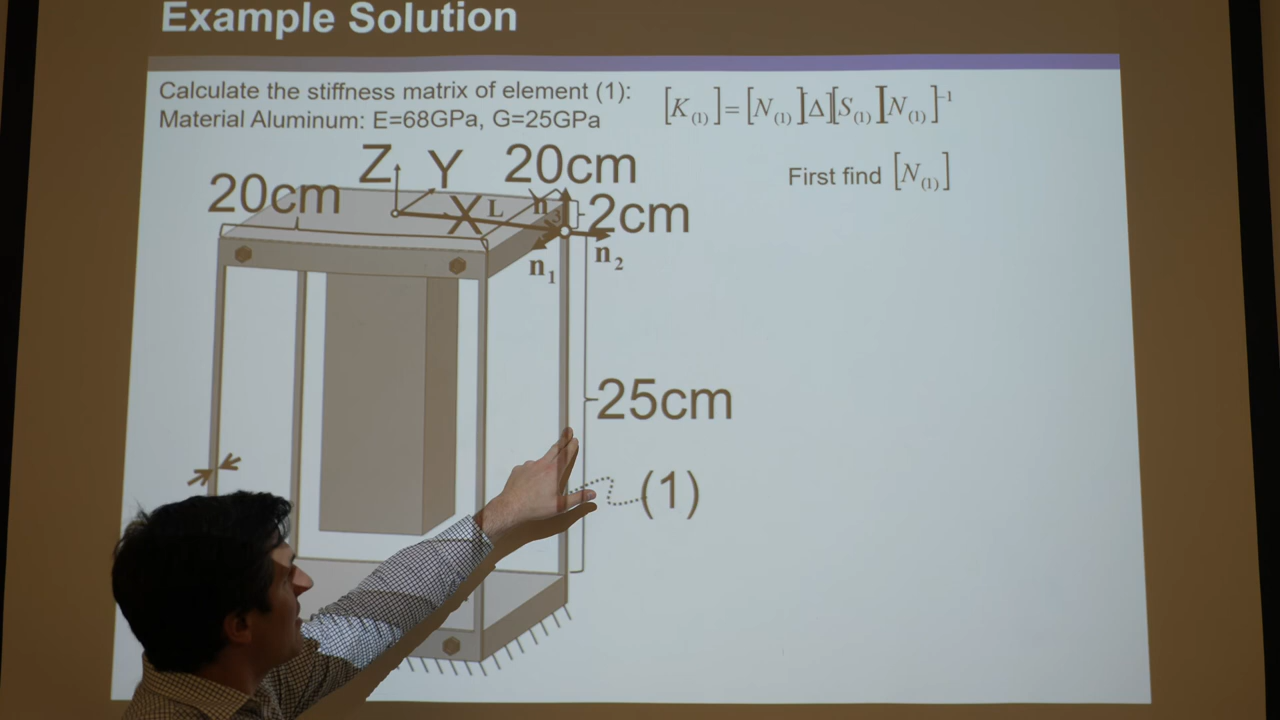 Example Solution
Calculate the stiffness matrix of element (1):
Material Aluminum: E=68GPa, G=25GPa
[K(1)]=[N(1)][Δ][S(1)][N(1)]⁻¹
First find [N(1)]
Z Y 20cm
20cm
X L n₃ 2cm
n₁ n₂
25cm
(1)